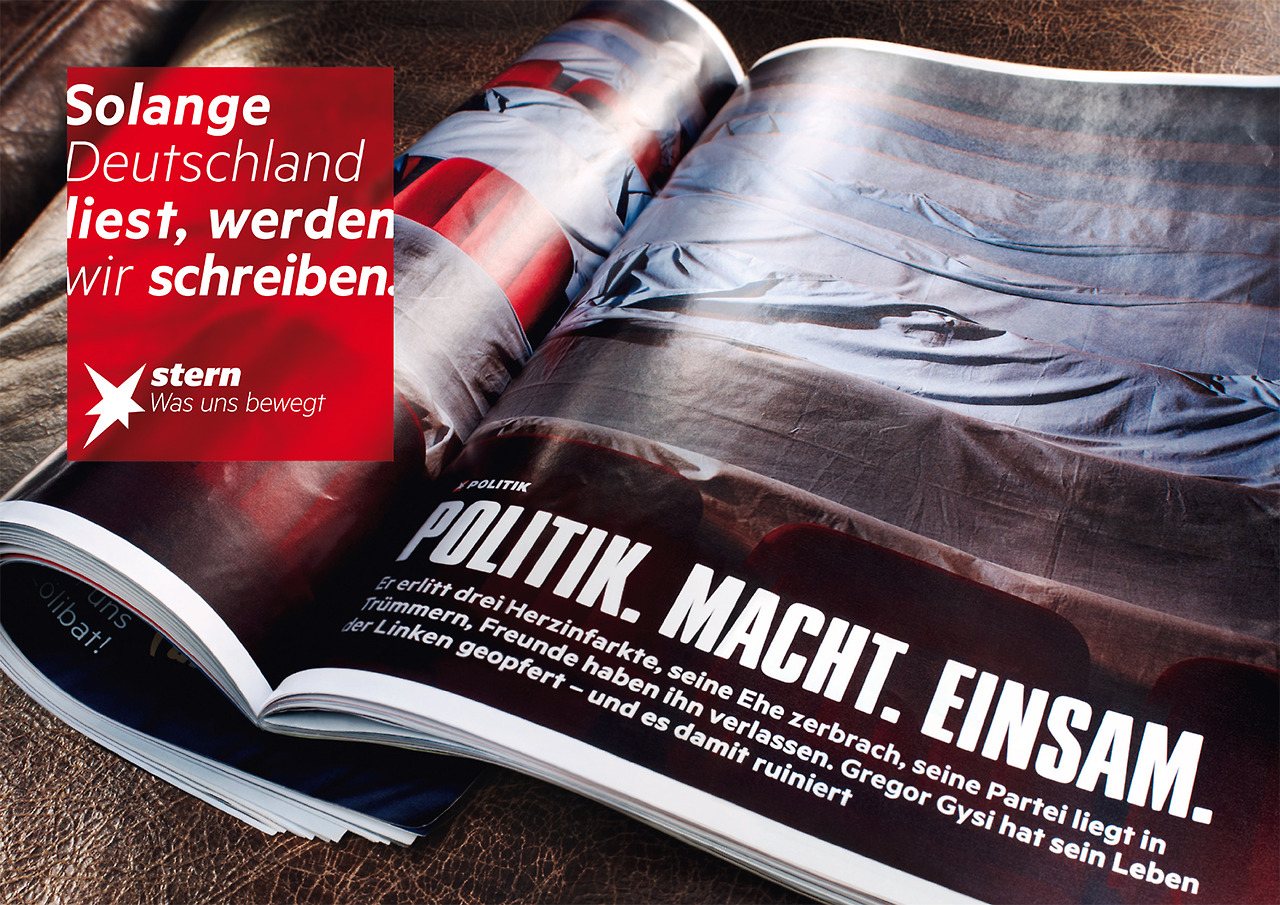 Solange
Deutschland
liest, werden
wir schreiben.
stern
Was uns bewegt
POLITIK
POLITIK. MACHT. EINSAM.
Er erlitt drei Herzinfarkte, seine Ehe zerbrach, seine Partei liegt in
Trümmern, Freunde haben ihn verlassen. Gregor Gysi hat sein Leben
der Linken geopfert – und es damit ruiniert
uns